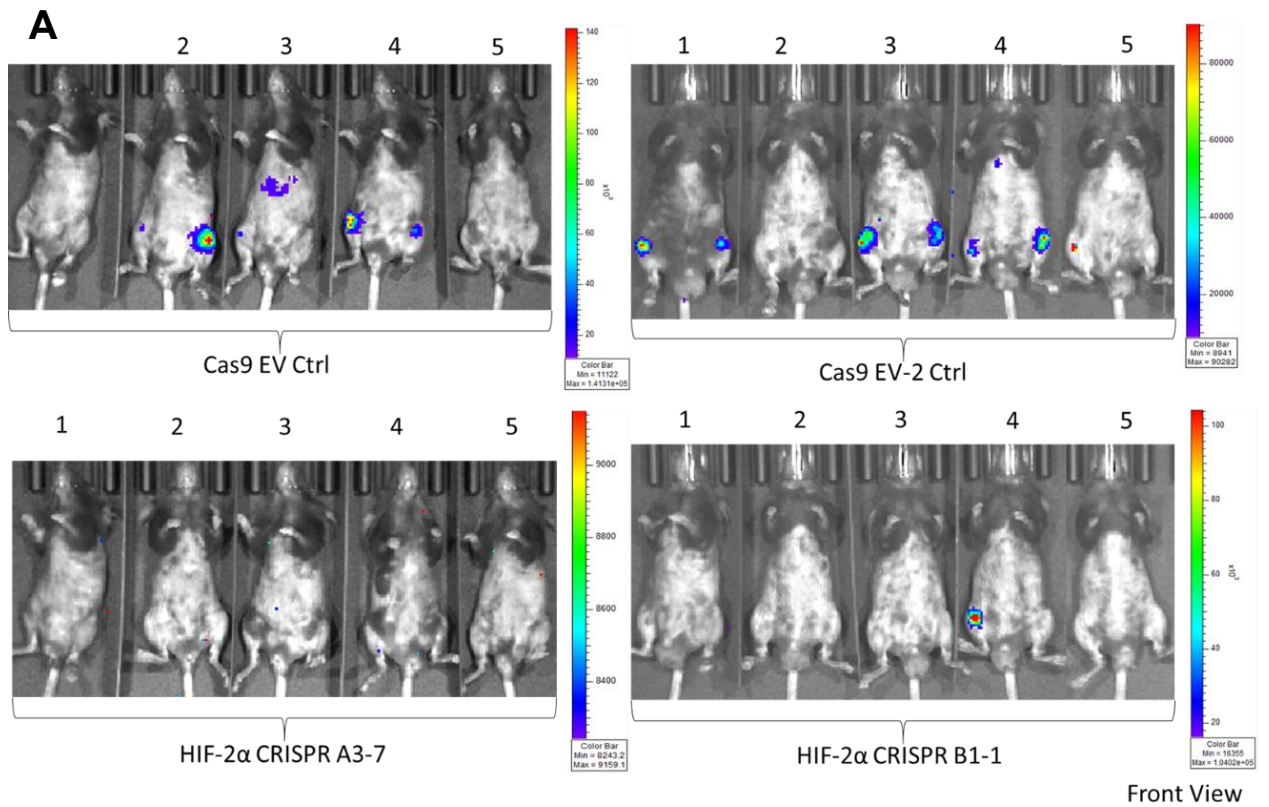 A
2 3 4 5
140
120
100
80
60
40
20
x10³
Color Bar
Min = 11122
Max = 1.4131e+05
Cas9 EV Ctrl
1 2 3 4 5
80000
60000
40000
20000
Color Bar
Min = 8941
Max = 90282
Cas9 EV-2 Ctrl
1 2 3 4 5
9000
8800
8600
8400
Color Bar
Min = 8243.2
Max = 9159.1
HIF-2α CRISPR A3-7
1 2 3 4 5
100
80
60
40
20
x10³
Color Bar
Min = 16355
Max = 1.0402e+05
HIF-2α CRISPR B1-1
Front View